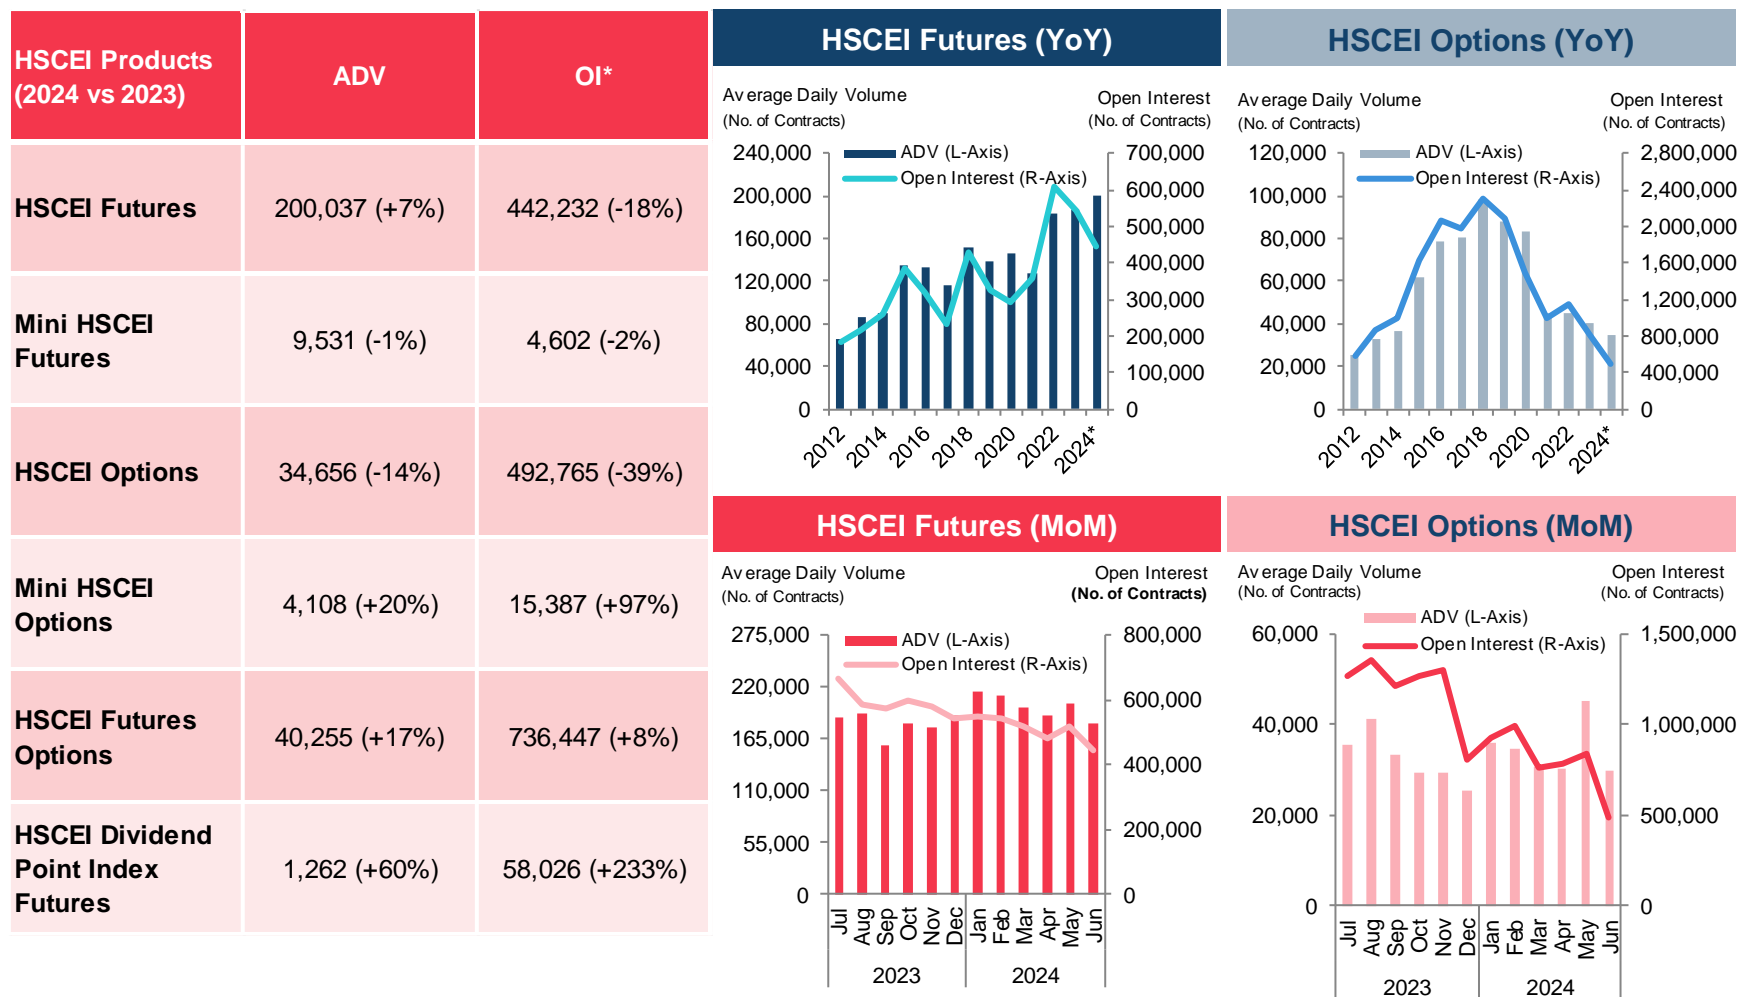 HSCEI Products
(2024 vs 2023)
ADV
OI*
HSCEI Futures
200,037 (+7%)
442,232 (-18%)
Mini HSCEI
Futures
9,531 (-1%)
4,602 (-2%)
HSCEI Options
34,656 (-14%)
492,765 (-39%)
Mini HSCEI
Options
4,108 (+20%)
15,387 (+97%)
HSCEI Futures
Options
40,255 (+17%)
736,447 (+8%)
HSCEI Dividend
Point Index
Futures
1,262 (+60%)
58,026 (+233%)
HSCEI Futures (YoY)
Average Daily Volume
(No. of Contracts)
Open Interest
(No. of Contracts)
ADV (L-Axis)
Open Interest (R-Axis)
240,000
200,000
160,000
120,000
80,000
40,000
0
700,000
600,000
500,000
400,000
300,000
200,000
100,000
0
2012
2014
2016
2018
2020
2022
2024*
HSCEI Options (YoY)
Average Daily Volume
(No. of Contracts)
Open Interest
(No. of Contracts)
ADV (L-Axis)
Open Interest (R-Axis)
120,000
100,000
80,000
60,000
40,000
20,000
0
2,800,000
2,400,000
2,000,000
1,600,000
1,200,000
800,000
400,000
0
2012
2014
2016
2018
2020
2022
2024*
HSCEI Futures (MoM)
Average Daily Volume
(No. of Contracts)
Open Interest
(No. of Contracts)
ADV (L-Axis)
Open Interest (R-Axis)
275,000
220,000
165,000
110,000
55,000
0
800,000
600,000
400,000
200,000
0
Jul
Aug
Sep
Oct
Nov
Dec
Jan
Feb
Mar
Apr
May
Jun
2023
2024
HSCEI Options (MoM)
Average Daily Volume
(No. of Contracts)
Open Interest
(No. of Contracts)
ADV (L-Axis)
Open Interest (R-Axis)
60,000
40,000
20,000
0
1,500,000
1,000,000
500,000
0
Jul
Aug
Sep
Oct
Nov
Dec
Jan
Feb
Mar
Apr
May
Jun
2023
2024